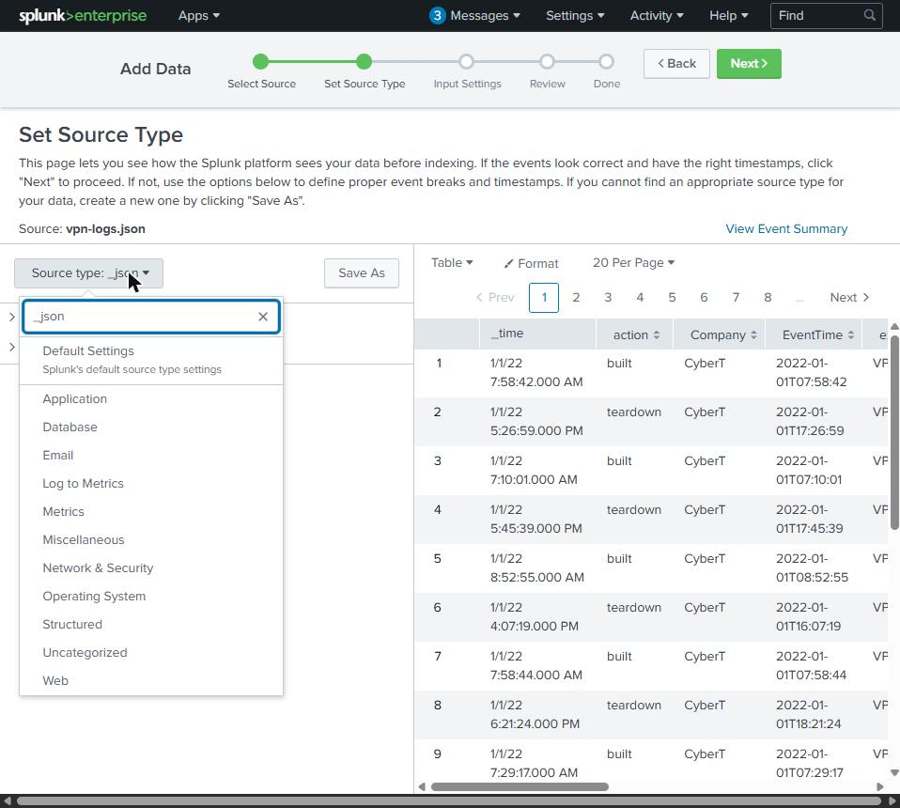 splunk>enterprise Apps 3 Messages Settings Activity Help Find
Add Data
Select Source Set Source Type Input Settings Review Done
< Back
Next >
Set Source Type
This page lets you see how the Splunk platform sees your data before indexing. If the events look correct and have the right timestamps, click
"Next" to proceed. If not, use the options below to define proper event breaks and timestamps. If you cannot find an appropriate source type for
your data, create a new one by clicking "Save As".
Source: vpn-logs.json
View Event Summary
Source type: _json
Save As
_json
Default Settings
Splunk's default source type settings
Application
Database
Email
Log to Metrics
Metrics
Miscellaneous
Network & Security
Operating System
Structured
Uncategorized
Web
Table Format 20 Per Page
< Prev 1 2 3 4 5 6 7 8 ... Next >
_time action Company EventTime e
1 1/1/22 built CyberT 2022-01- VP
7:58:42.000 AM 01T07:58:42
2 1/1/22 teardown CyberT 2022-01- VP
5:26:59.000 PM 01T17:26:59
3 1/1/22 built CyberT 2022-01- VP
7:10:01.000 AM 01T07:10:01
4 1/1/22 teardown CyberT 2022-01- VP
5:45:39.000 PM 01T17:45:39
5 1/1/22 built CyberT 2022-01- VP
8:52:55.000 AM 01T08:52:55
6 1/1/22 teardown CyberT 2022-01- VP
4:07:19.000 PM 01T16:07:19
7 1/1/22 built CyberT 2022-01- VP
7:58:44.000 AM 01T07:58:44
8 1/1/22 teardown CyberT 2022-01- VP
6:21:24.000 PM 01T18:21:24
9 1/1/22 built CyberT 2022-01- VP
7:29:17.000 AM 01T07:29:17